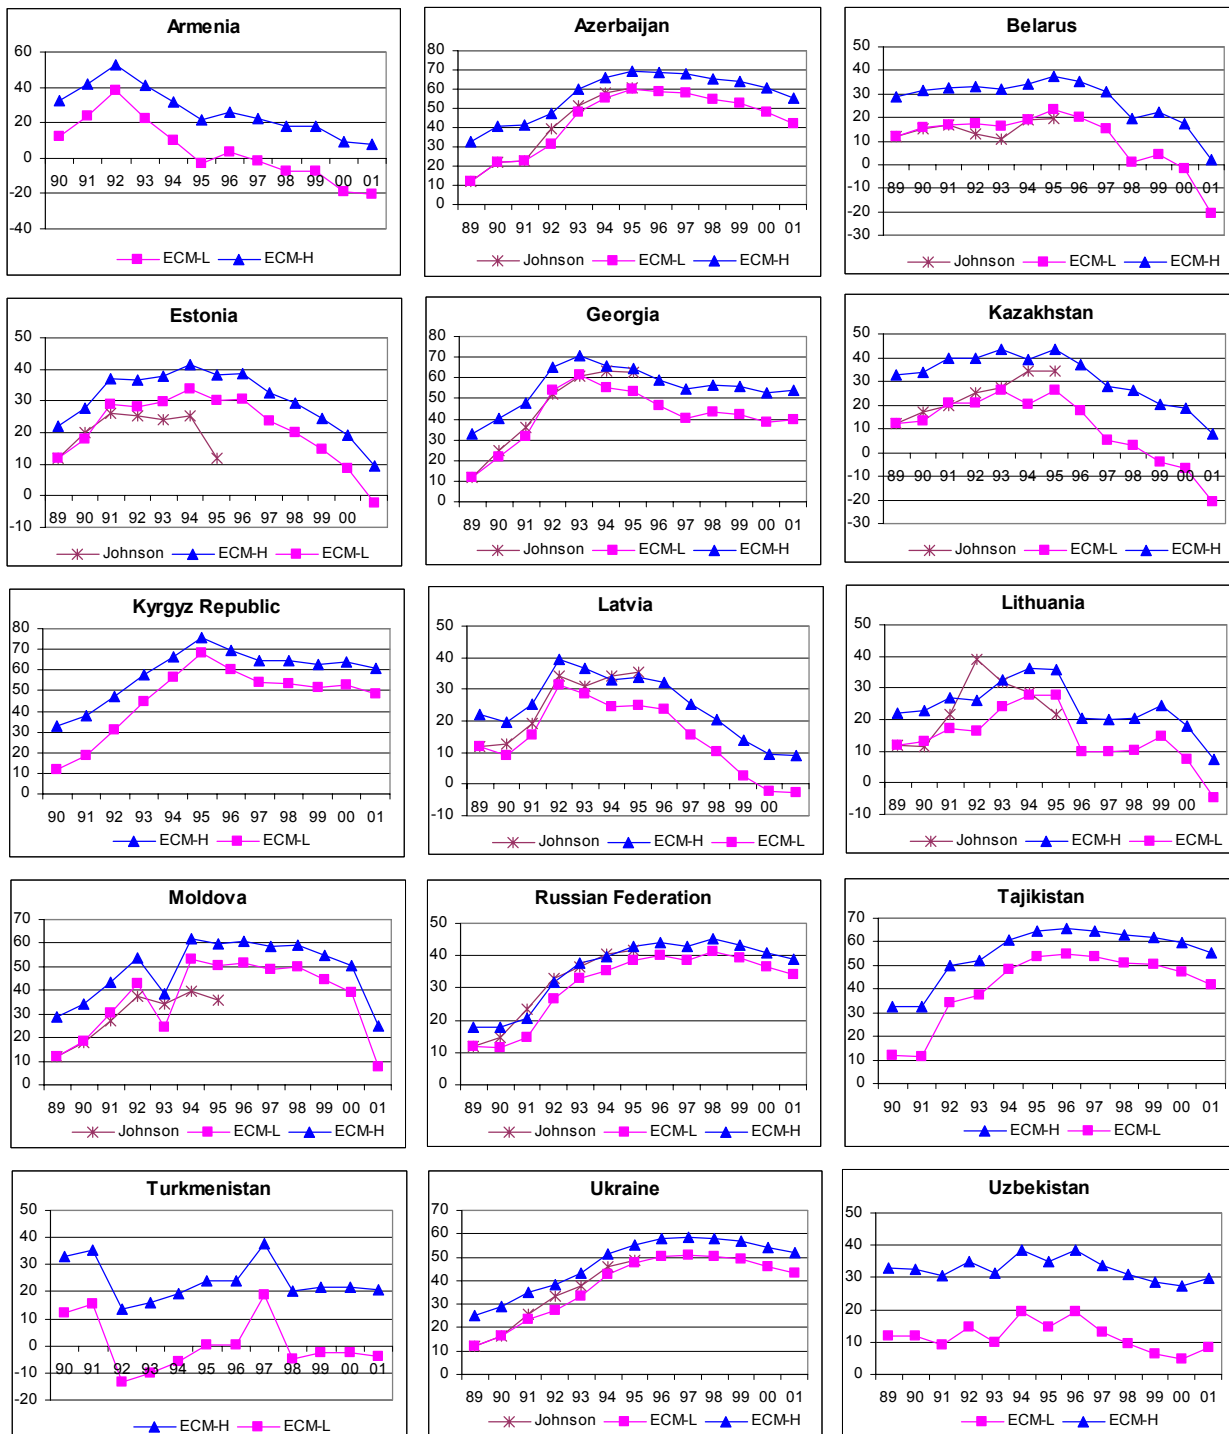 Armenia
60
40
20
0
-20
-40
90 91 92 93 94 95 96 97 98 99 00 01
ECM-L ECM-H
Azerbaijan
80
70
60
50
40
30
20
10
0
89 90 91 92 93 94 95 96 97 98 99 00 01
Johnson ECM-L ECM-H
Belarus
50
40
30
20
10
0
-10
-20
-30
89 90 91 92 93 94 95 96 97 98 99 00 01
Johnson ECM-L ECM-H
Estonia
50
40
30
20
10
0
-10
89 90 91 92 93 94 95 96 97 98 99 00
Johnson ECM-H ECM-L
Georgia
80
70
60
50
40
30
20
10
0
89 90 91 92 93 94 95 96 97 98 99 00 01
Johnson ECM-L ECM-H
Kazakhstan
50
40
30
20
10
0
-10
-20
-30
89 90 91 92 93 94 95 96 97 98 99 00 01
Johnson ECM-L ECM-H
Kyrgyz Republic
80
70
60
50
40
30
20
10
0
90 91 92 93 94 95 96 97 98 99 00 01
ECM-H ECM-L
Latvia
50
40
30
20
10
0
-10
89 90 91 92 93 94 95 96 97 98 99 00
Johnson ECM-H ECM-L
Lithuania
50
40
30
20
10
0
-10
89 90 91 92 93 94 95 96 97 98 99 00
Johnson ECM-H ECM-L
Moldova
70
60
50
40
30
20
10
0
89 90 91 92 93 94 95 96 97 98 99 00 01
Johnson ECM-L ECM-H
Russian Federation
50
40
30
20
10
0
89 90 91 92 93 94 95 96 97 98 99 00 01
Johnson ECM-L ECM-H
Tajikistan
70
60
50
40
30
20
10
0
90 91 92 93 94 95 96 97 98 99 00 01
ECM-H ECM-L
Turkmenistan
50
40
30
20
10
0
-10
-20
90 91 92 93 94 95 96 97 98 99 00 01
ECM-H ECM-L
Ukraine
70
60
50
40
30
20
10
0
89 90 91 92 93 94 95 96 97 98 99 00 01
Johnson ECM-L ECM-H
Uzbekistan
50
40
30
20
10
0
89 90 91 92 93 94 95 96 97 98 99 00 01
ECM-L ECM-H